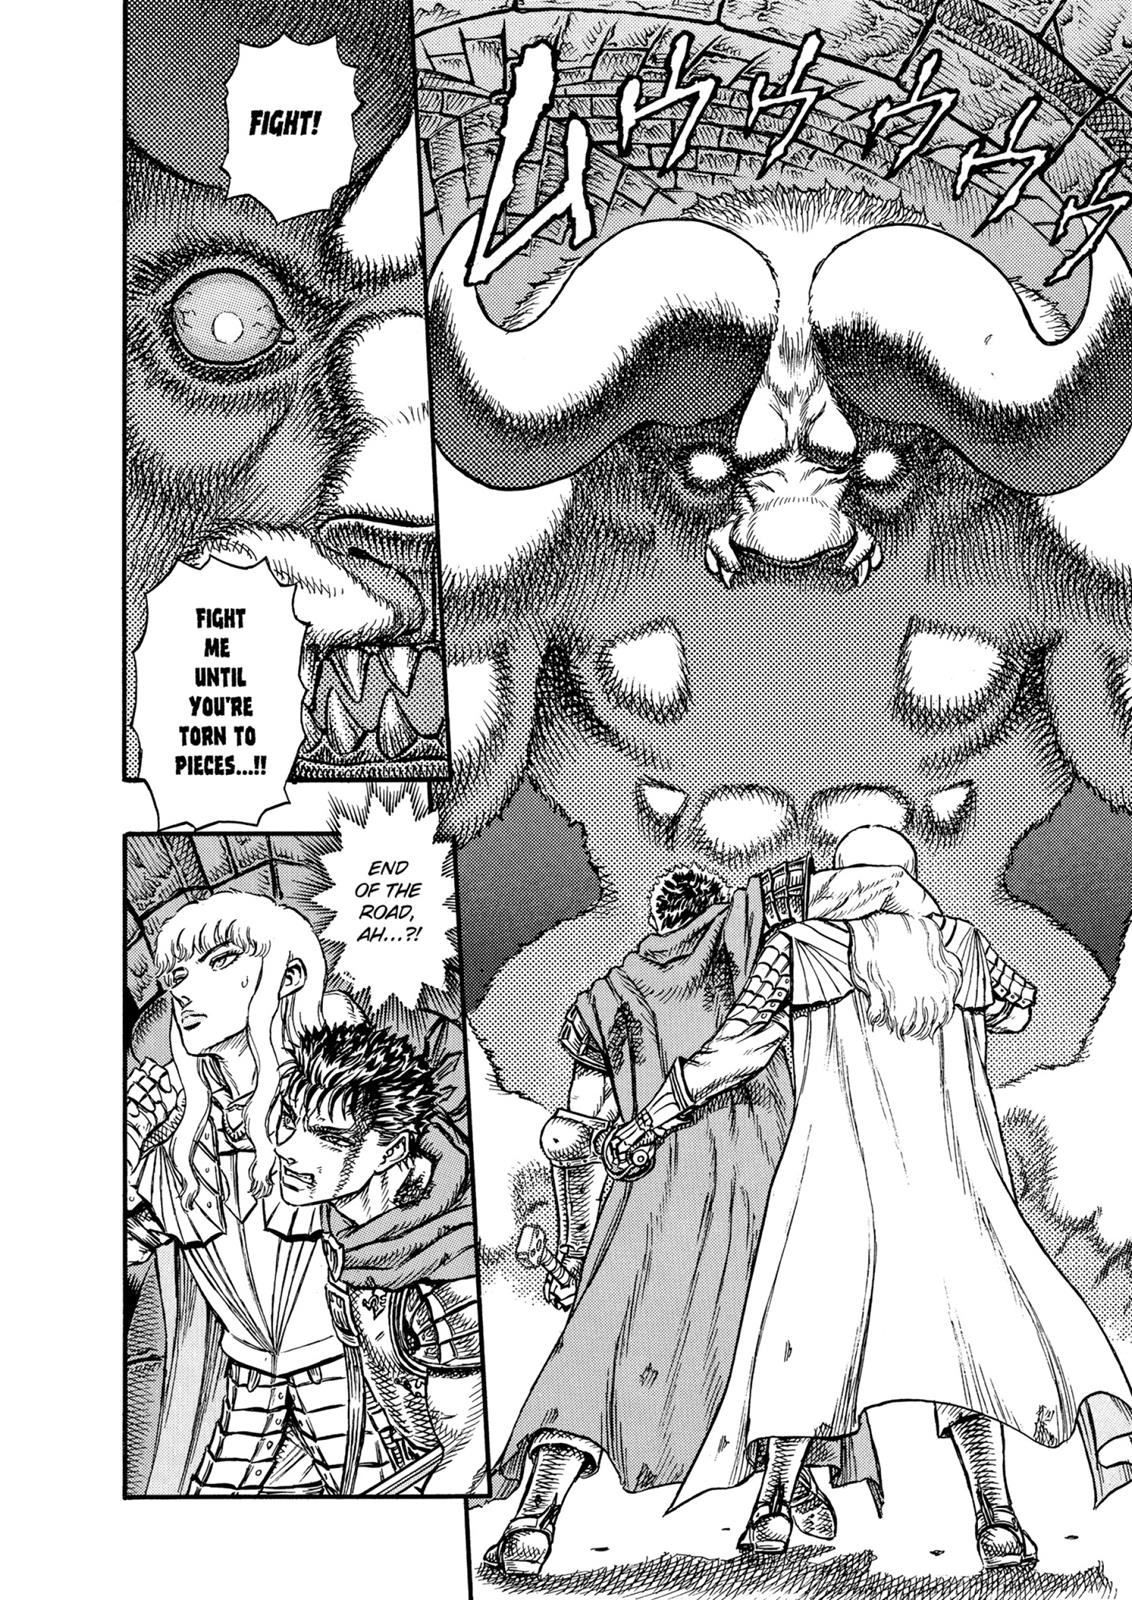 ムウウウウウ
FIGHT!
FIGHT
ME
UNTIL
YOU'RE
TORN TO
PIECES...!!
END
OF THE
ROAD,
AH...?!